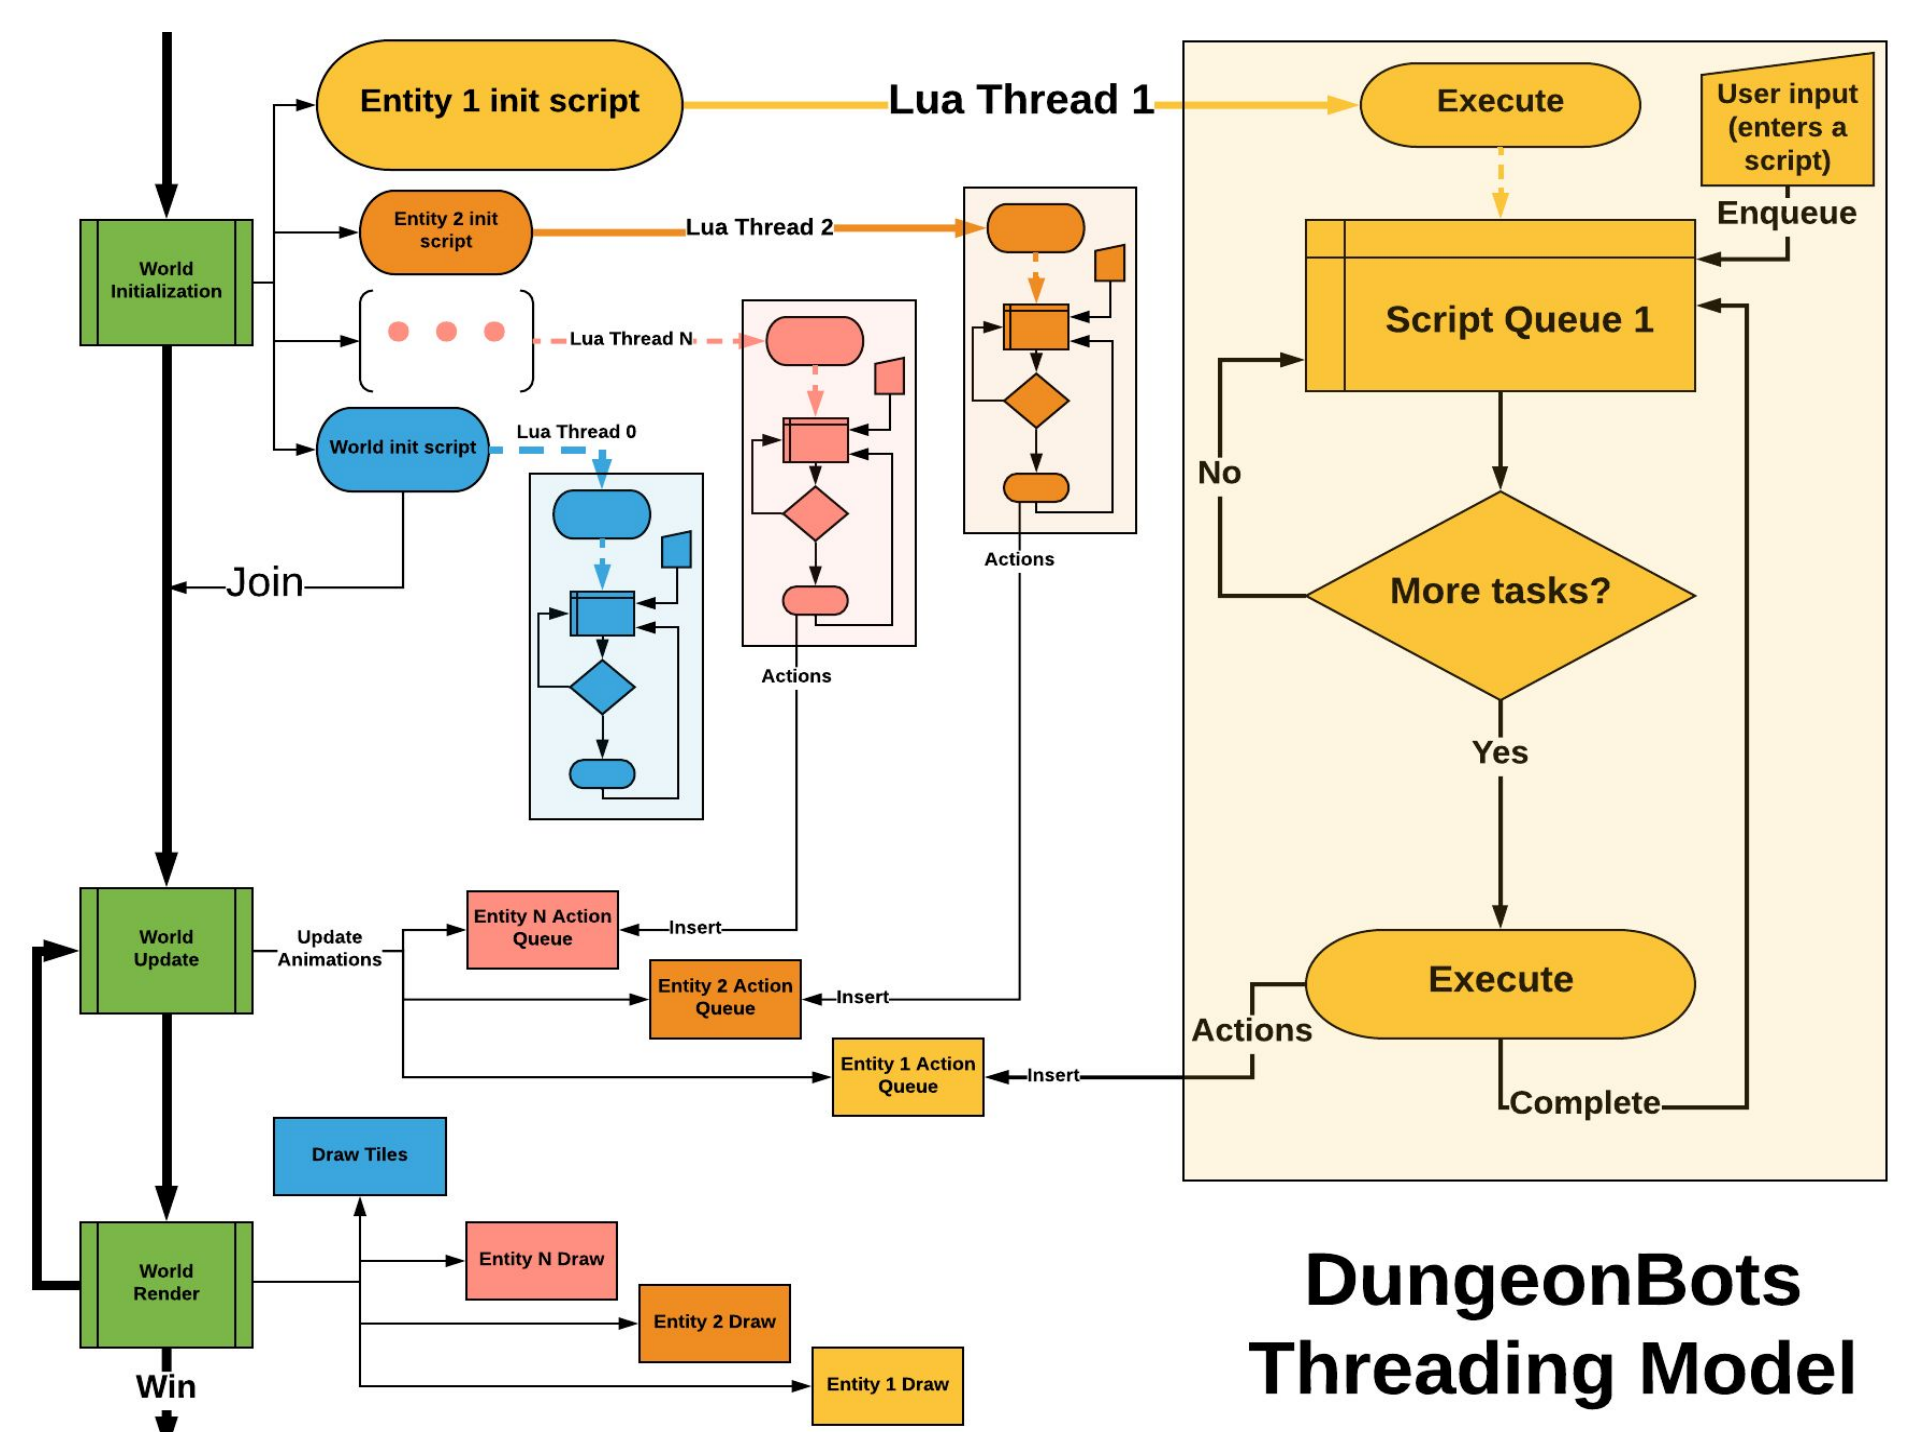 Entity 1 init script
Lua Thread 1
Execute
User input
(enters a
script)
Enqueue
Entity 2 init
script
Lua Thread 2
World
Initialization
Script Queue 1
Lua Thread N
World init script
Lua Thread 0
No
Join
Actions
More tasks?
Actions
Yes
World
Update
Update
Animations
Entity N Action
Queue
Insert
Entity 2 Action
Queue
Insert
Execute
Actions
Entity 1 Action
Queue
Insert
Complete
Draw Tiles
World
Render
Entity N Draw
Entity 2 Draw
Entity 1 Draw
Win
DungeonBots
Threading Model